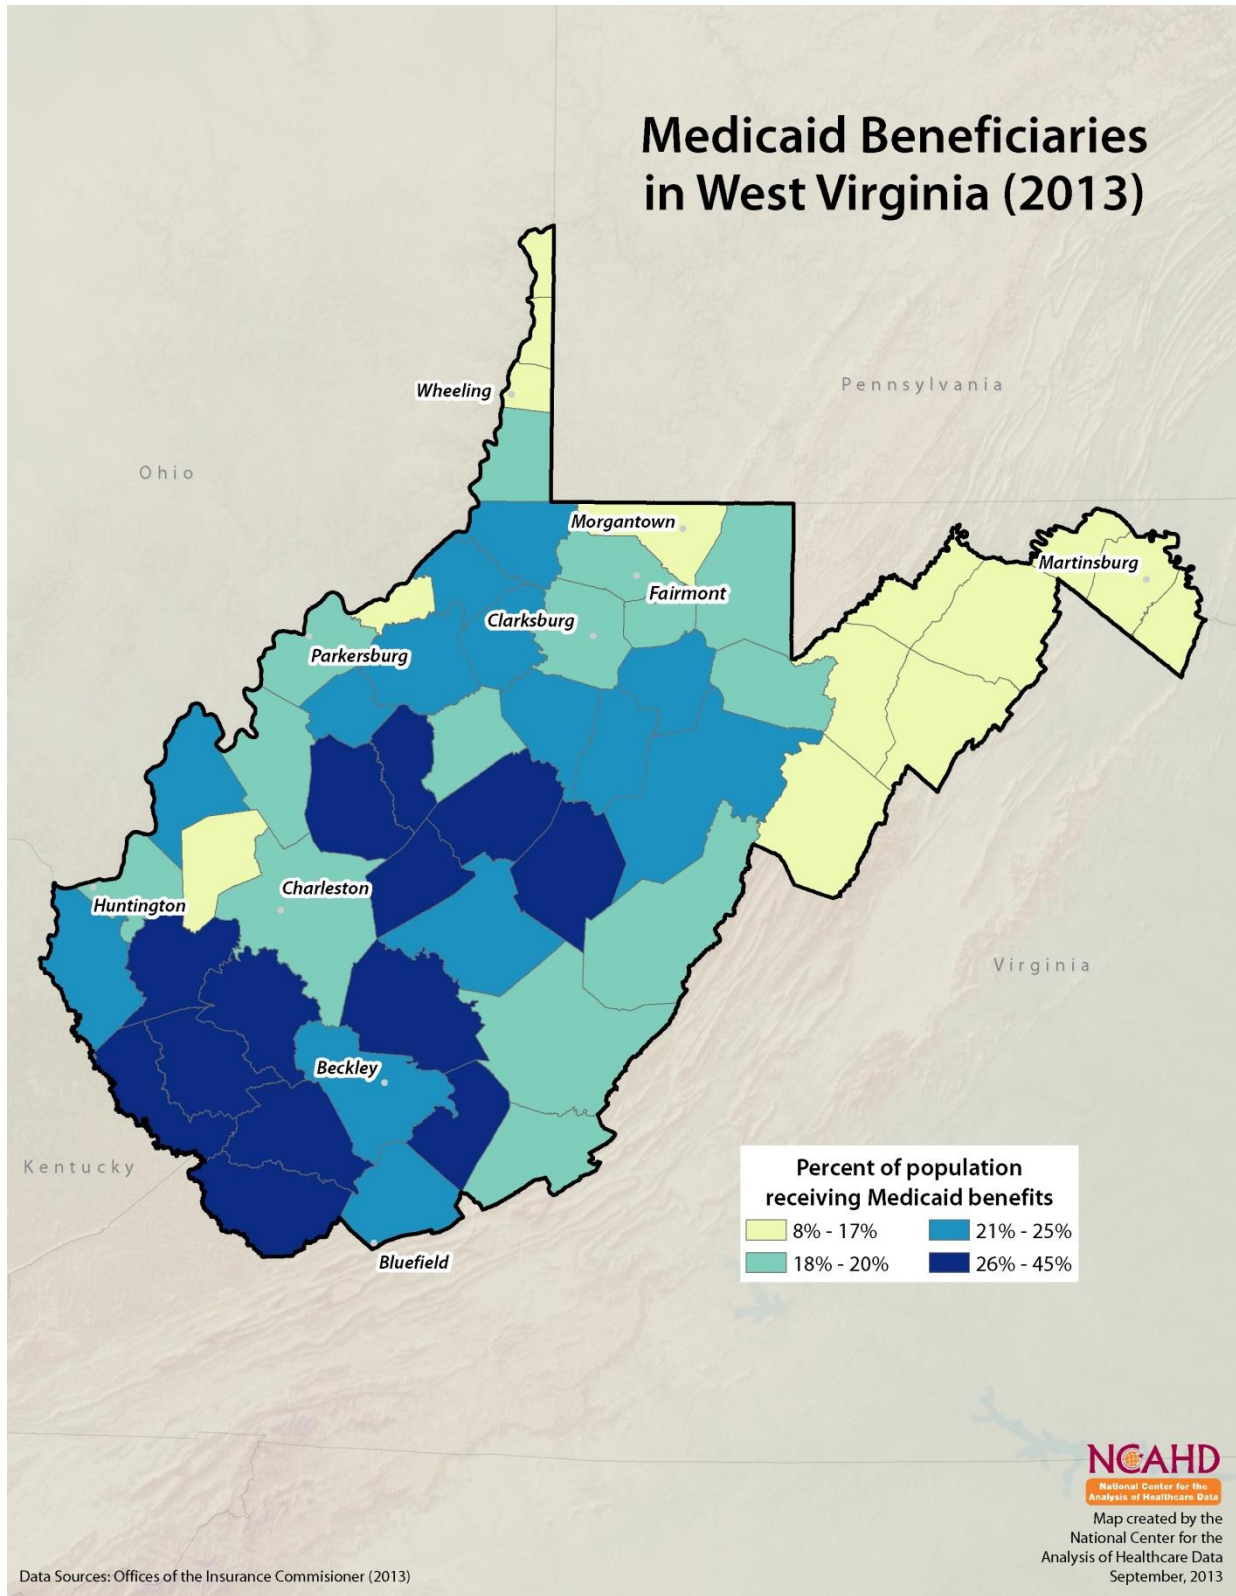 Medicaid Beneficiaries
in West Virginia (2013)
Wheeling
Pennsylvania
Ohio
Morgantown
Martinsburg
Fairmont
Clarksburg
Parkersburg
Charleston
Huntington
Virginia
Beckley
Kentucky
Percent of population
receiving Medicaid benefits
8% - 17%
21% - 25%
18% - 20%
26% - 45%
Bluefield
NCAHD
National Center for the
Analysis of Healthcare Data
Map created by the
National Center for the
Analysis of Healthcare Data
September, 2013
Data Sources: Offices of the Insurance Commisioner (2013)